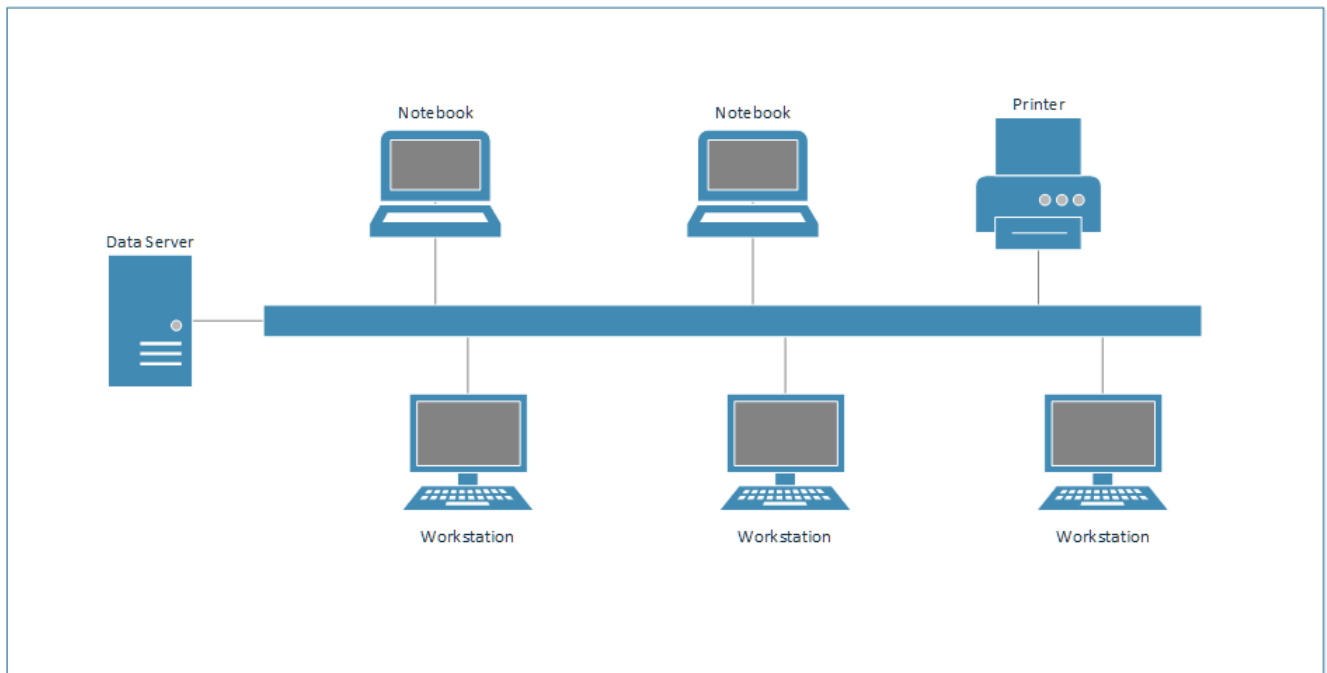 Notebook
Notebook
Printer
Data Server
Workstation
Workstation
Workstation